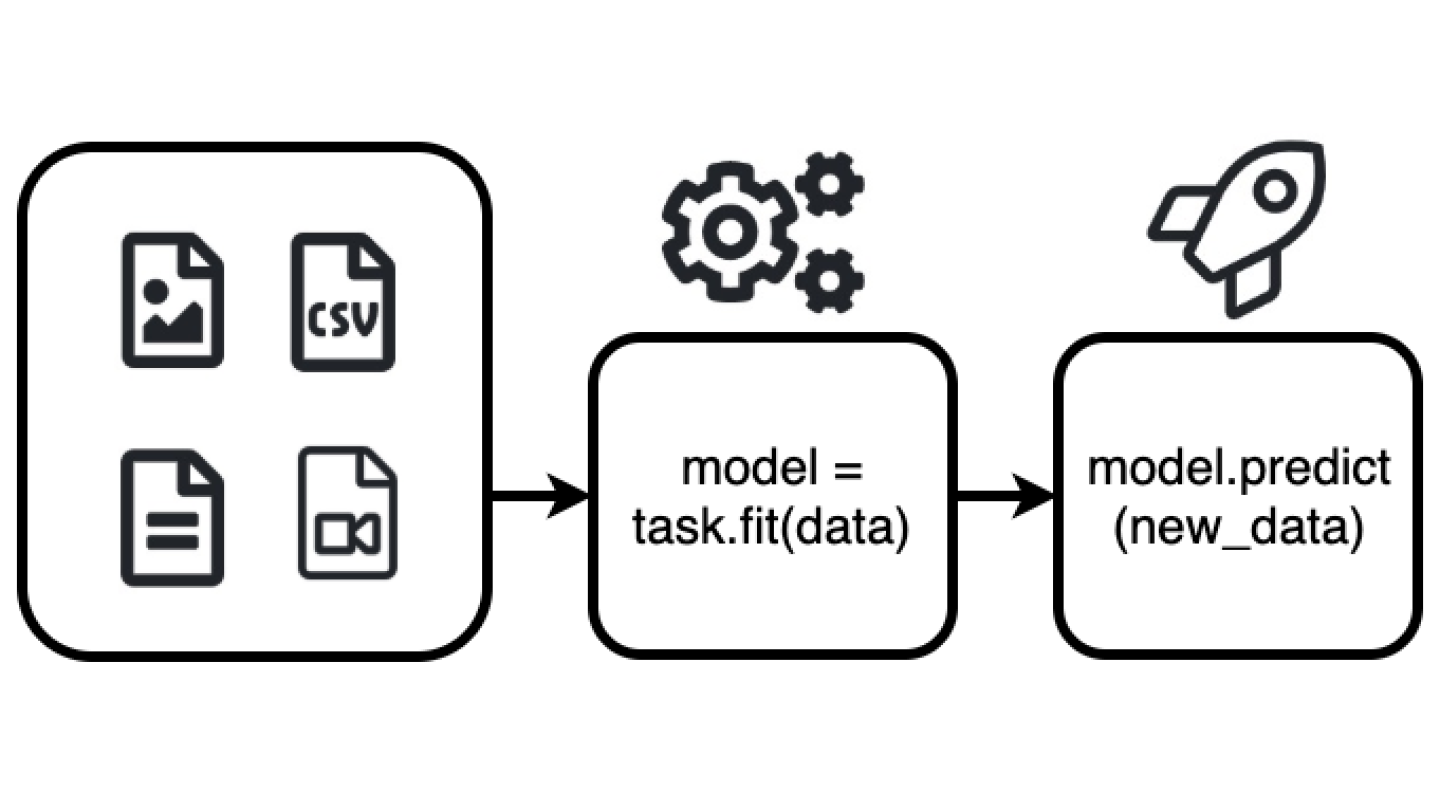 CSV
model =
task.fit(data)
model.predict
(new_data)